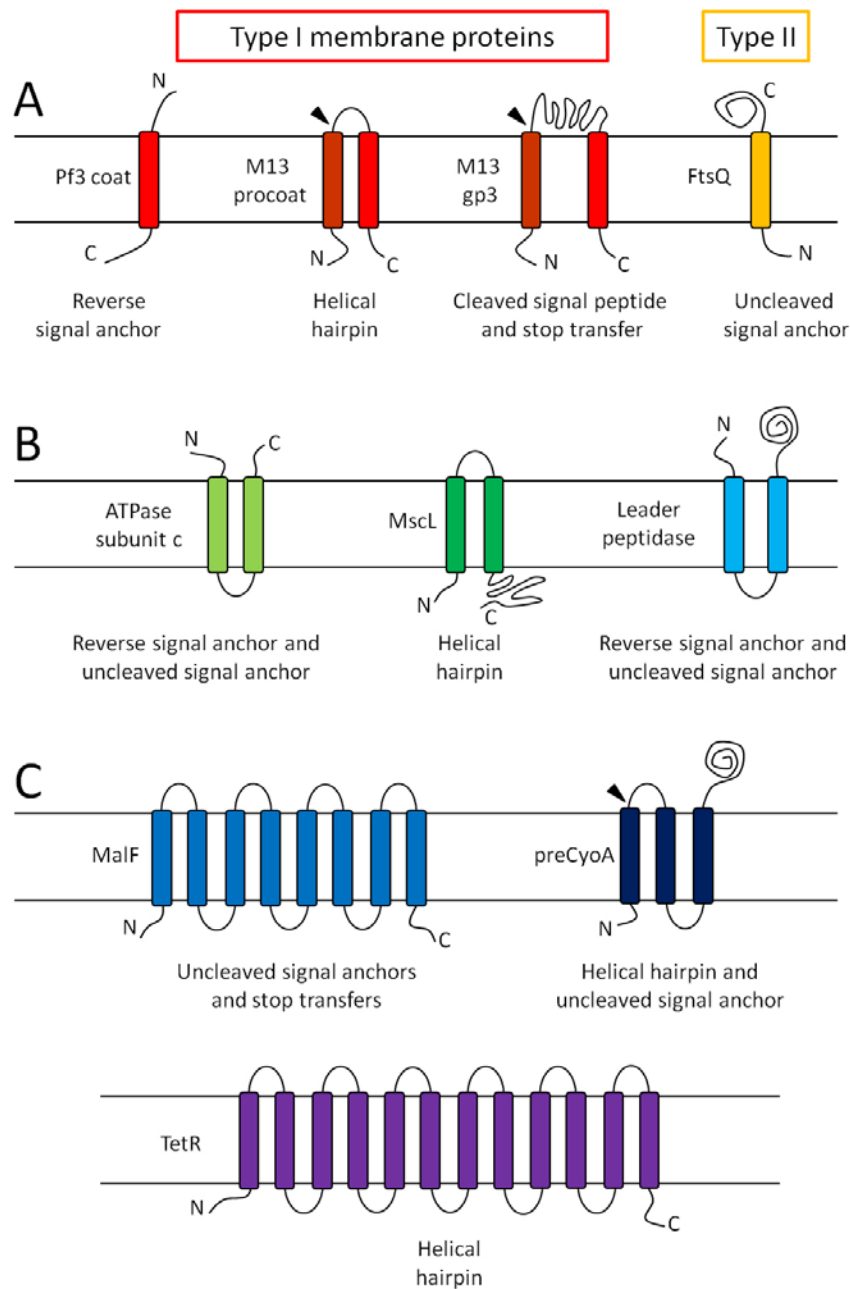 Type I membrane proteins
Type II
A
N
C
Pf3 coat
M13
procoat
M13
gp3
FtsQ
C
N
C
N
C
N
Reverse
signal anchor
Helical
hairpin
Cleaved signal peptide
and stop transfer
Uncleaved
signal anchor
B
N
C
N
ATPase
subunit c
MscL
Leader
peptidase
N
C
Reverse signal anchor and
uncleaved signal anchor
Helical
hairpin
Reverse signal anchor and
uncleaved signal anchor
C
MalF
preCyoA
N
C
N
Uncleaved signal anchors
and stop transfers
Helical hairpin and
uncleaved signal anchor
TetR
N
C
Helical
hairpin